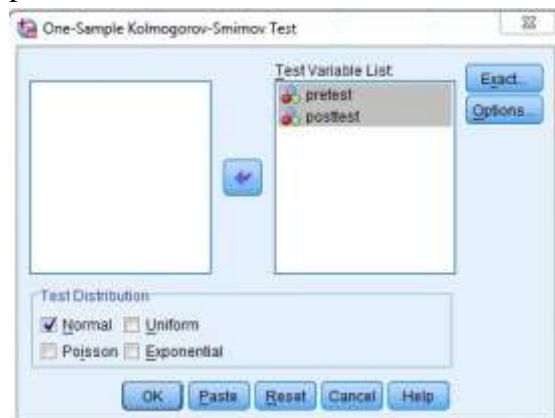 One-Sample Kolmogorov-Smirnov Test
Test Variable List:
pretest
posttest
Exact...
Options...
Test Distribution
Normal Uniform
Poisson Exponential
OK Paste Reset Cancel Help